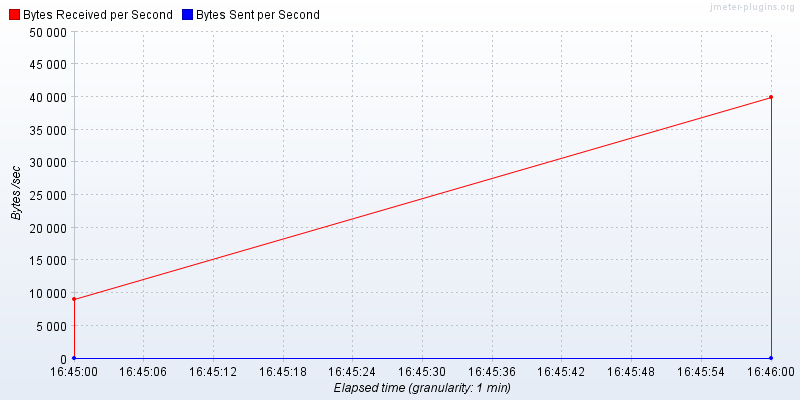 jmeter-plugins.org
Bytes Received per Second Bytes Sent per Second
50 000
45 000
40 000
35 000
30 000
25 000
20 000
15 000
10 000
5 000
0
Bytes /sec
16:45:00 16:45:06 16:45:12 16:45:18 16:45:24 16:45:30 16:45:36 16:45:42 16:45:48 16:45:54 16:46:00
Elapsed time (granularity: 1 min)